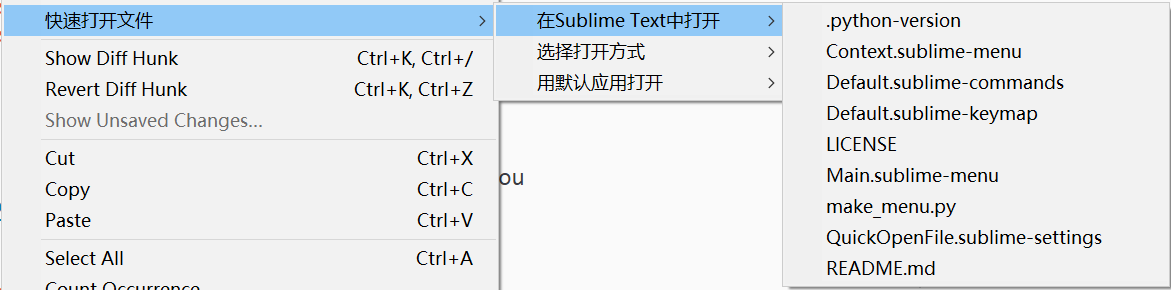 快速打开文件
Show Diff Hunk Ctrl+K, Ctrl+/
Revert Diff Hunk Ctrl+K, Ctrl+Z
Show Unsaved Changes...
Cut Ctrl+X
Copy Ctrl+C
Paste Ctrl+V
Select All Ctrl+A
Count Occurrence
在Sublime Text中打开
选择打开方式
用默认应用打开
ou
.python-version
Context.sublime-menu
Default.sublime-commands
Default.sublime-keymap
LICENSE
Main.sublime-menu
make_menu.py
QuickOpenFile.sublime-settings
README.md